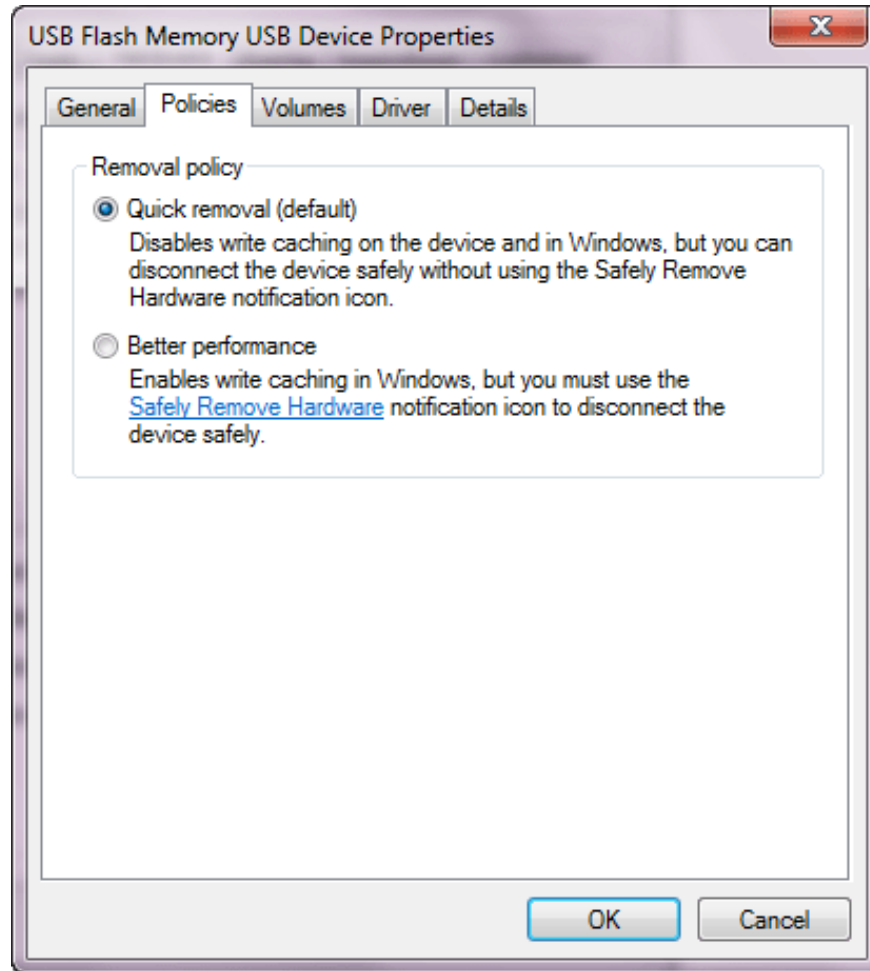 USB Flash Memory USB Device Properties
General Policies Volumes Driver Details
Removal policy
Quick removal (default)
Disables write caching on the device and in Windows, but you can
disconnect the device safely without using the Safely Remove
Hardware notification icon.
Better performance
Enables write caching in Windows, but you must use the
Safely Remove Hardware notification icon to disconnect the
device safely.
OK Cancel